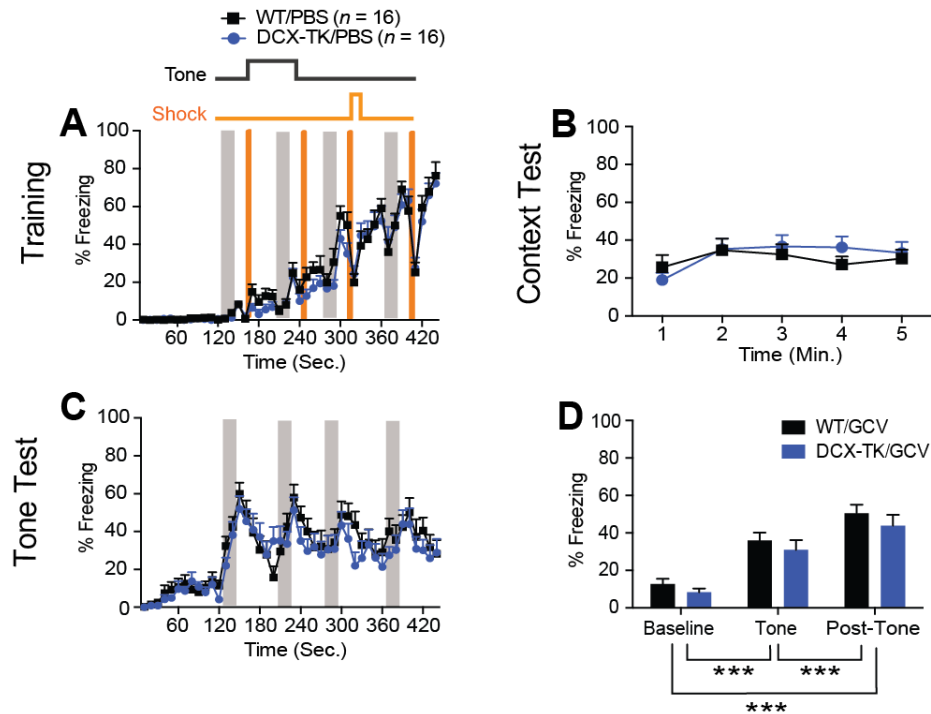 WT/PBS (n = 16)
DCX-TK/PBS (n = 16)
Tone
Shock
A
Training
% Freezing
100
80
60
40
20
0
60 120 180 240 300 360 420
Time (Sec.)
B
Context Test
% Freezing
100
80
60
40
20
0
1 2 3 4 5
Time (Min.)
C
Tone Test
% Freezing
100
80
60
40
20
0
60 120 180 240 300 360 420
Time (Sec.)
D
WT/GCV
DCX-TK/GCV
% Freezing
100
80
60
40
20
0
Baseline Tone Post-Tone
*** ***
***